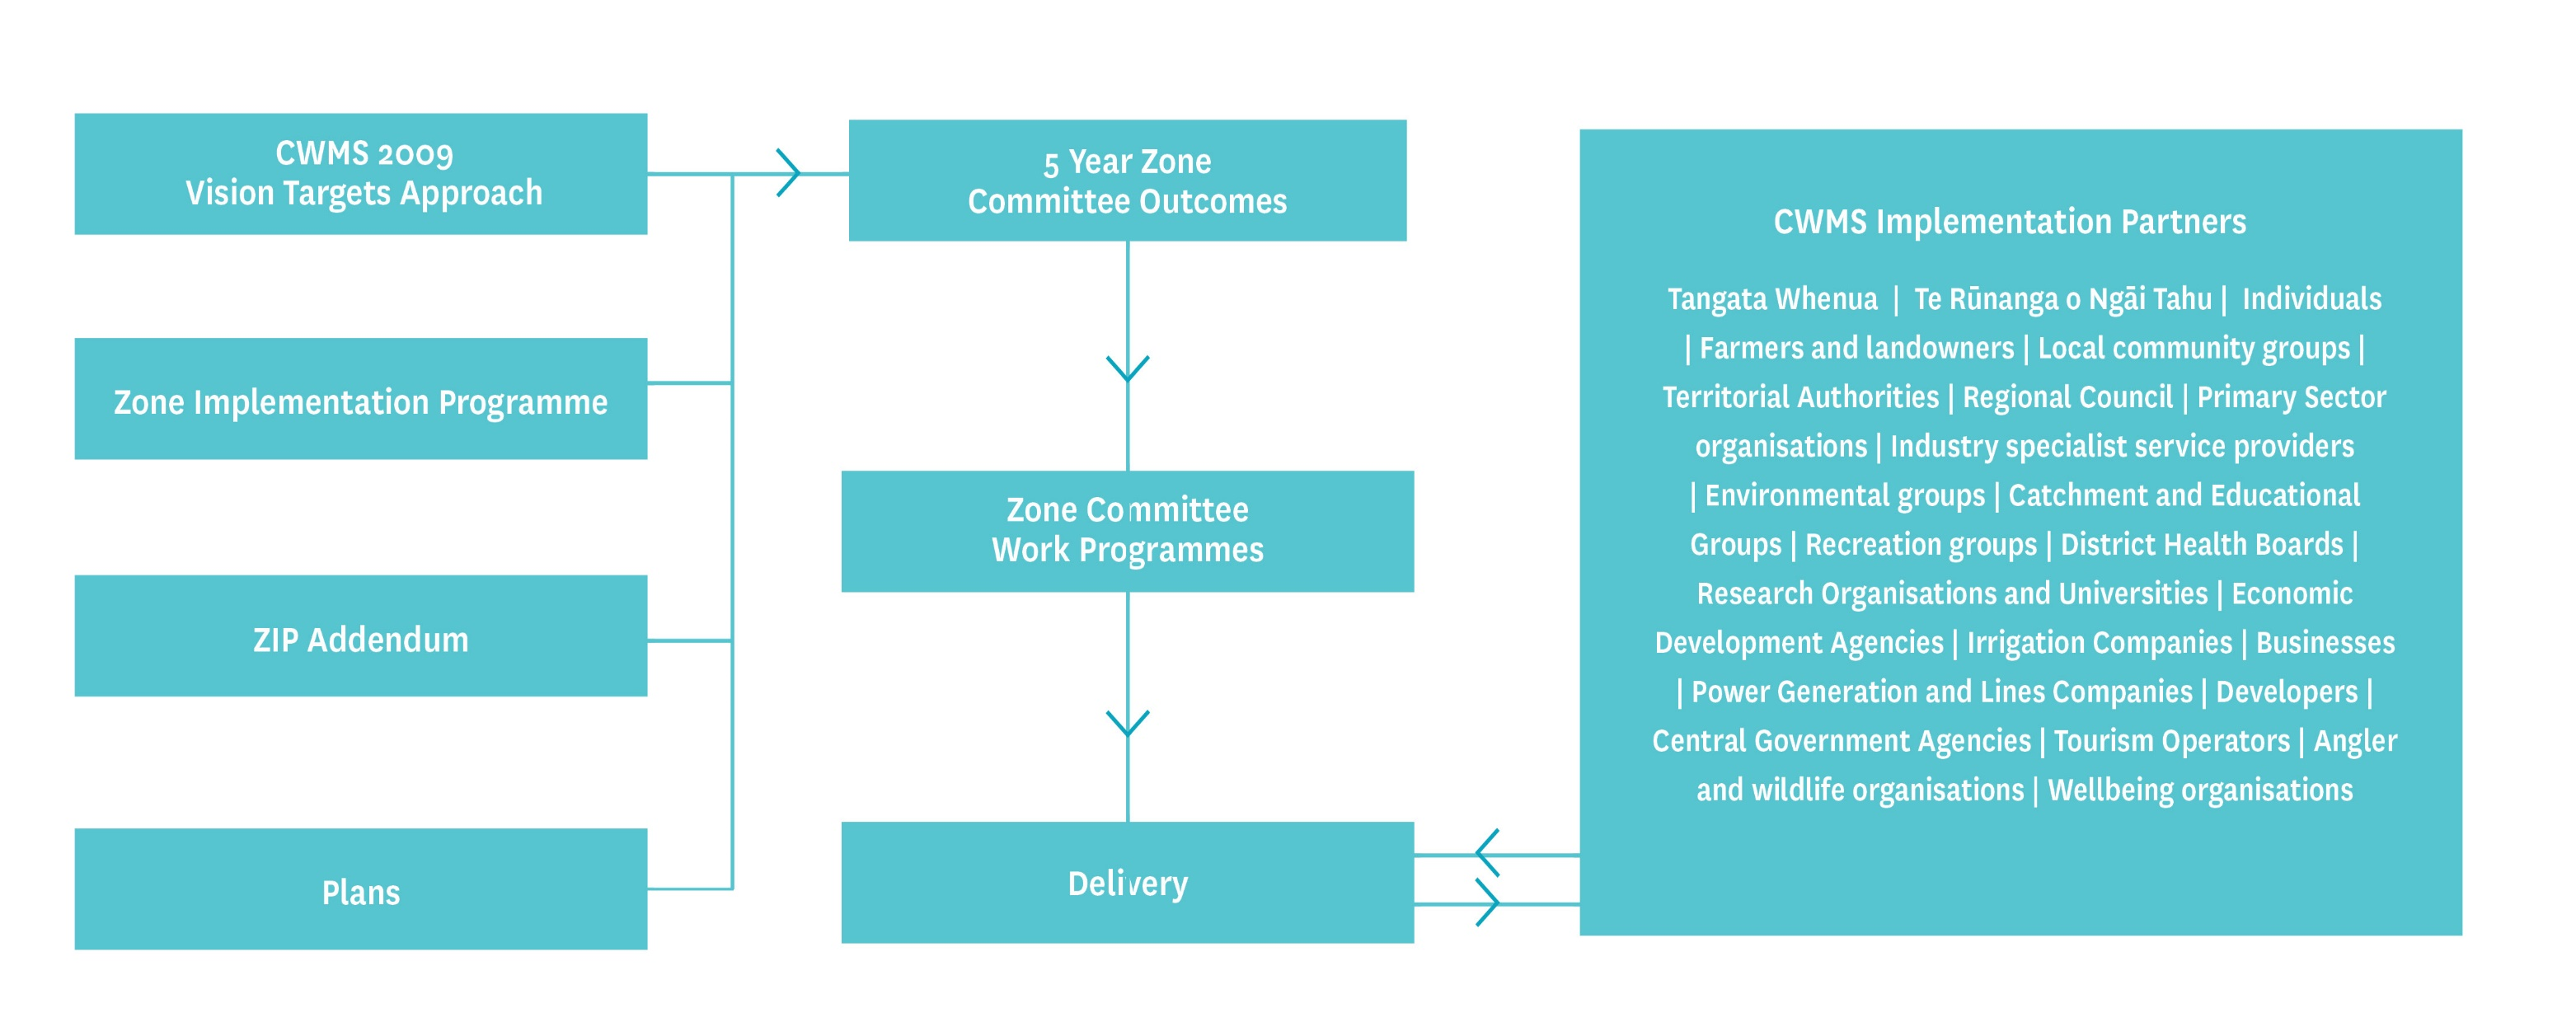 CWMS 2009
Vision Targets Approach
Zone Implementation Programme
ZIP Addendum
Plans
5 Year Zone
Committee Outcomes
Zone Committee
Work Programmes
Delivery
CWMS Implementation Partners
Tangata Whenua | Te Rūnanga o Ngāi Tahu | Individuals
| Farmers and landowners | Local community groups |
Territorial Authorities | Regional Council | Primary Sector
organisations | Industry specialist service providers
| Environmental groups | Catchment and Educational
Groups | Recreation groups | District Health Boards |
Research Organisations and Universities | Economic
Development Agencies | Irrigation Companies | Businesses
| Power Generation and Lines Companies | Developers |
Central Government Agencies | Tourism Operators | Angler
and wildlife organisations | Wellbeing organisations